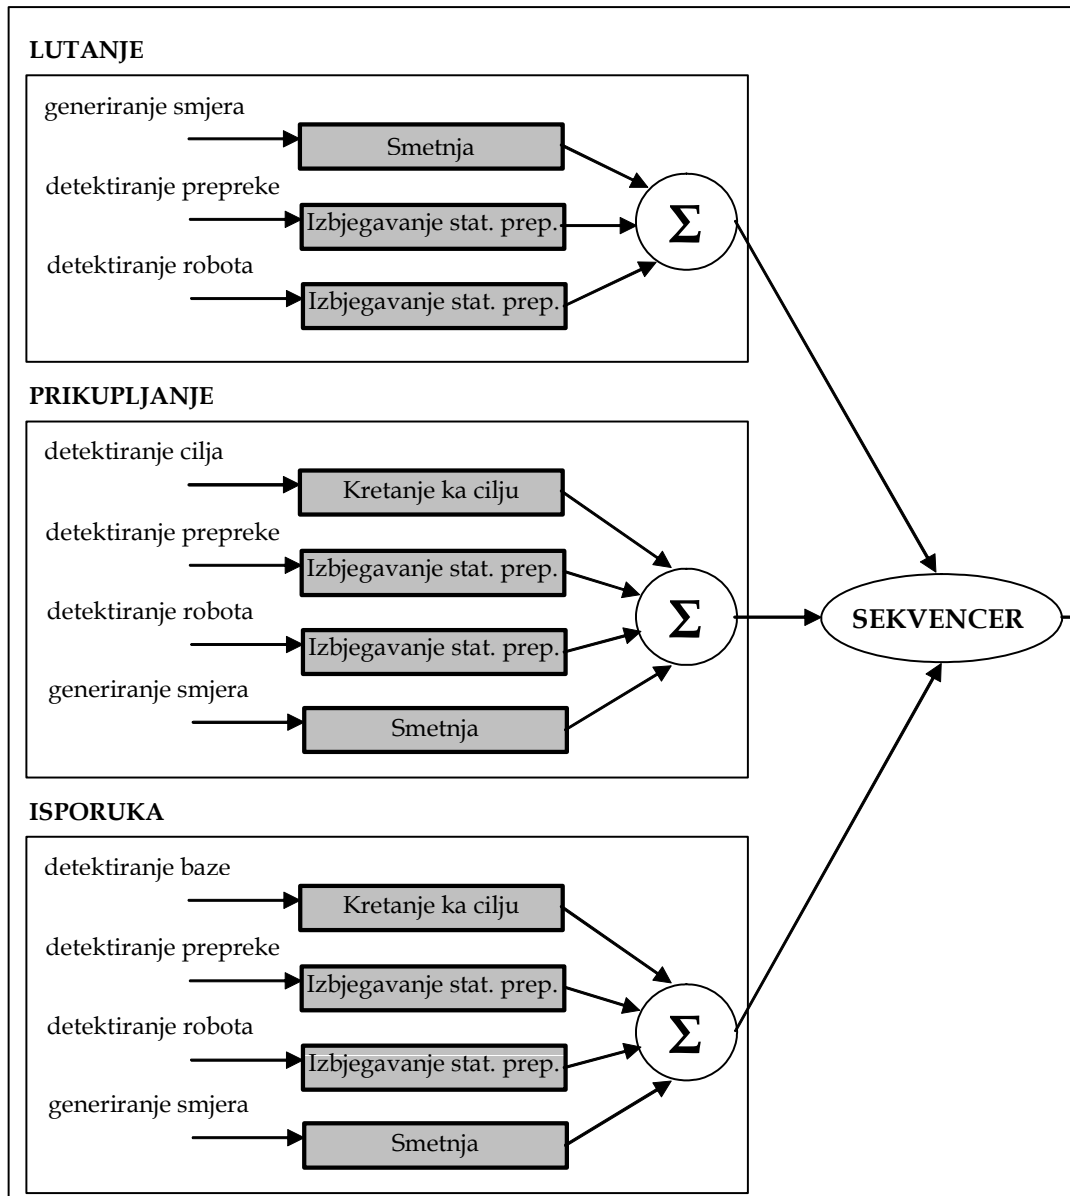 LUTANJE
generiranje smjera
Smetnja
detektiranje prepreke
Izbjegavanje stat. prep.
detektiranje robota
Izbjegavanje stat. prep.
Σ
PRIKUPLJANJE
detektiranje cilja
Kretanje ka cilju
detektiranje prepreke
Izbjegavanje stat. prep.
detektiranje robota
Izbjegavanje stat. prep.
generiranje smjera
Smetnja
Σ
SEKVENCER
ISPORUKA
detektiranje baze
Kretanje ka cilju
detektiranje prepreke
Izbjegavanje stat. prep.
detektiranje robota
Izbjegavanje stat. prep.
generiranje smjera
Smetnja
Σ